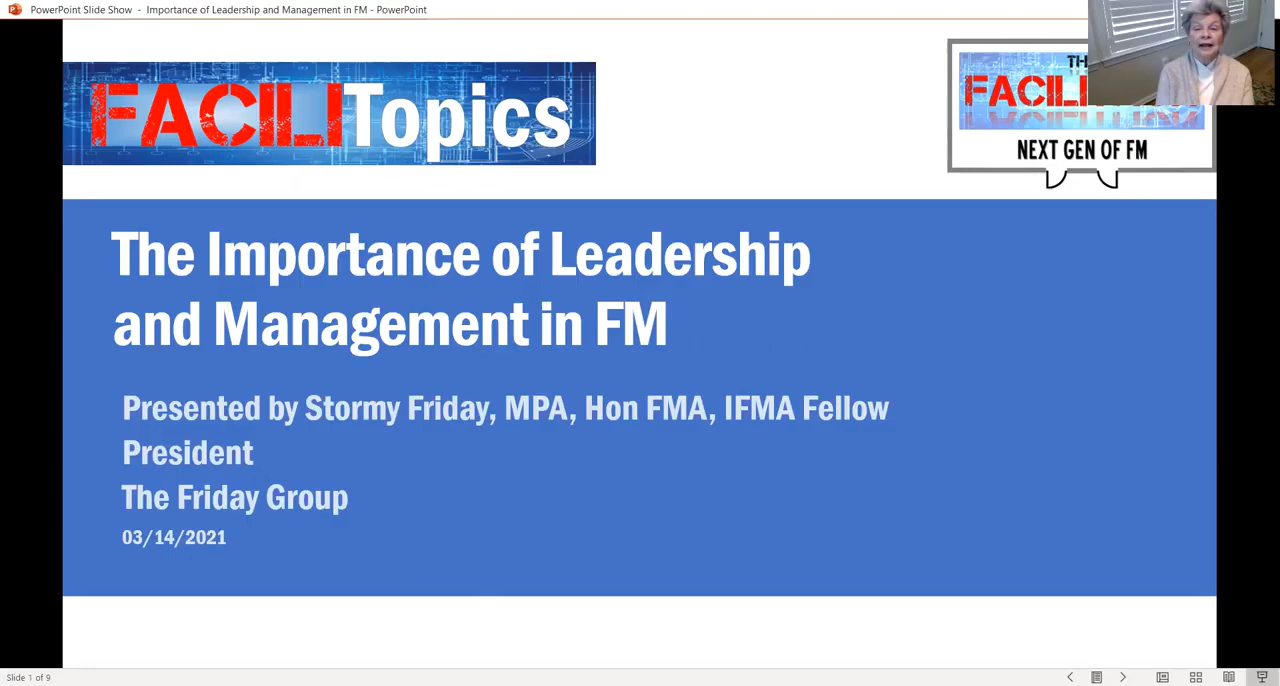 PowerPoint Slide Show - Importance of Leadership and Management in FM - PowerPoint
FACILITopics
TH
FACILI
NEXT GEN OF FM
The Importance of Leadership
and Management in FM
Presented by Stormy Friday, MPA, Hon FMA, IFMA Fellow
President
The Friday Group
03/14/2021
Slide 1 of 9